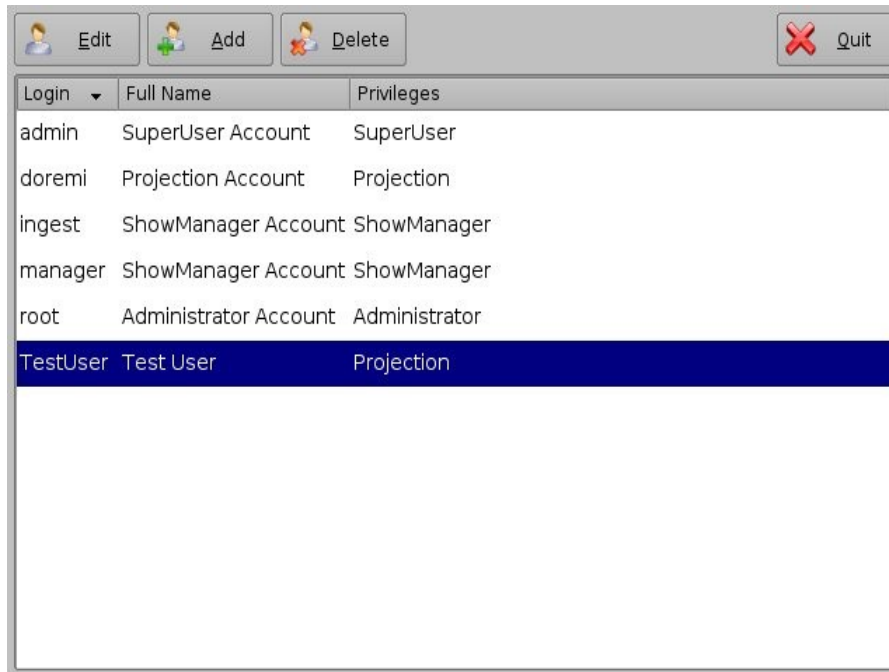 Edit Add Delete Quit
Login Full Name Privileges
admin SuperUser Account SuperUser
doremi Projection Account Projection
ingest ShowManager Account ShowManager
manager ShowManager Account ShowManager
root Administrator Account Administrator
TestUser Test User Projection